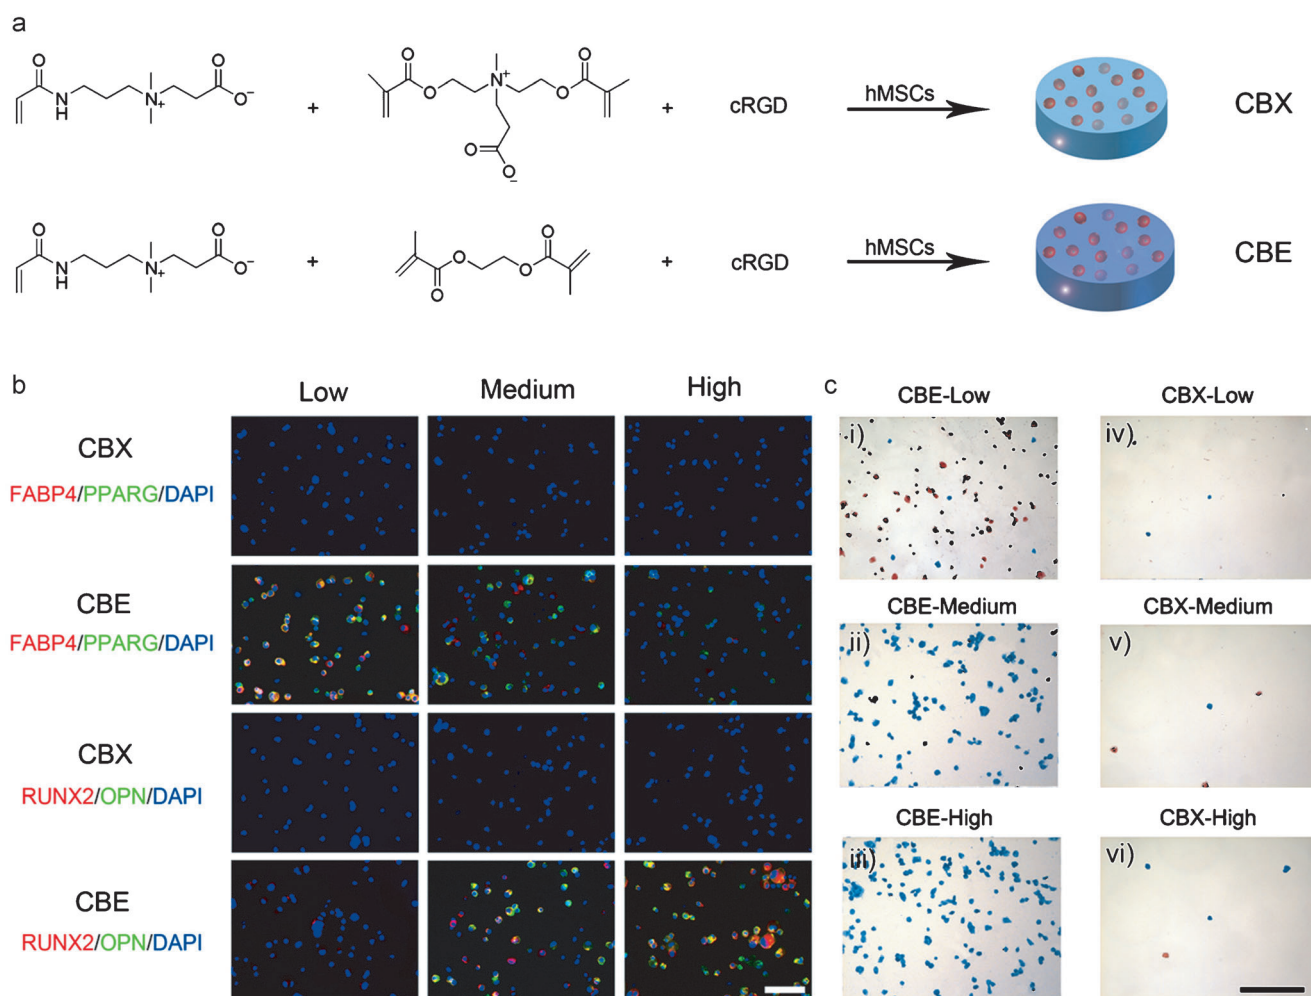 a
O
N
H
N+
O
O−
+
O
O
N+
O
O
O
O−
+
cRGD
hMSCs
CBX
O
N
H
N+
O
O−
+
O
O
O
O
+
cRGD
hMSCs
CBE
b
Low Medium High
CBX
FABP4/PPARG/DAPI
CBE
FABP4/PPARG/DAPI
CBX
RUNX2/OPN/DAPI
CBE
RUNX2/OPN/DAPI
c
CBE-Low CBX-Low
i) iv)
CBE-Medium CBX-Medium
ii) v)
CBE-High CBX-High
iii) vi)